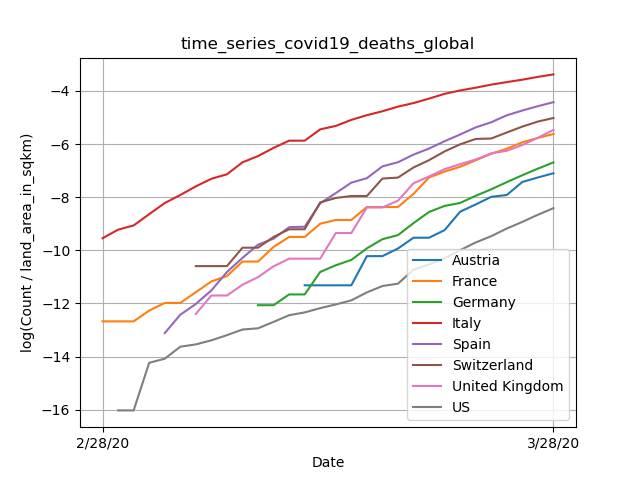 time_series_covid19_deaths_global
log(Count / land_area_in_sqkm)
−4
−6
−8
−10
−12
−14
−16
Austria
France
Germany
Italy
Spain
Switzerland
United Kingdom
US
2/28/20
3/28/20
Date